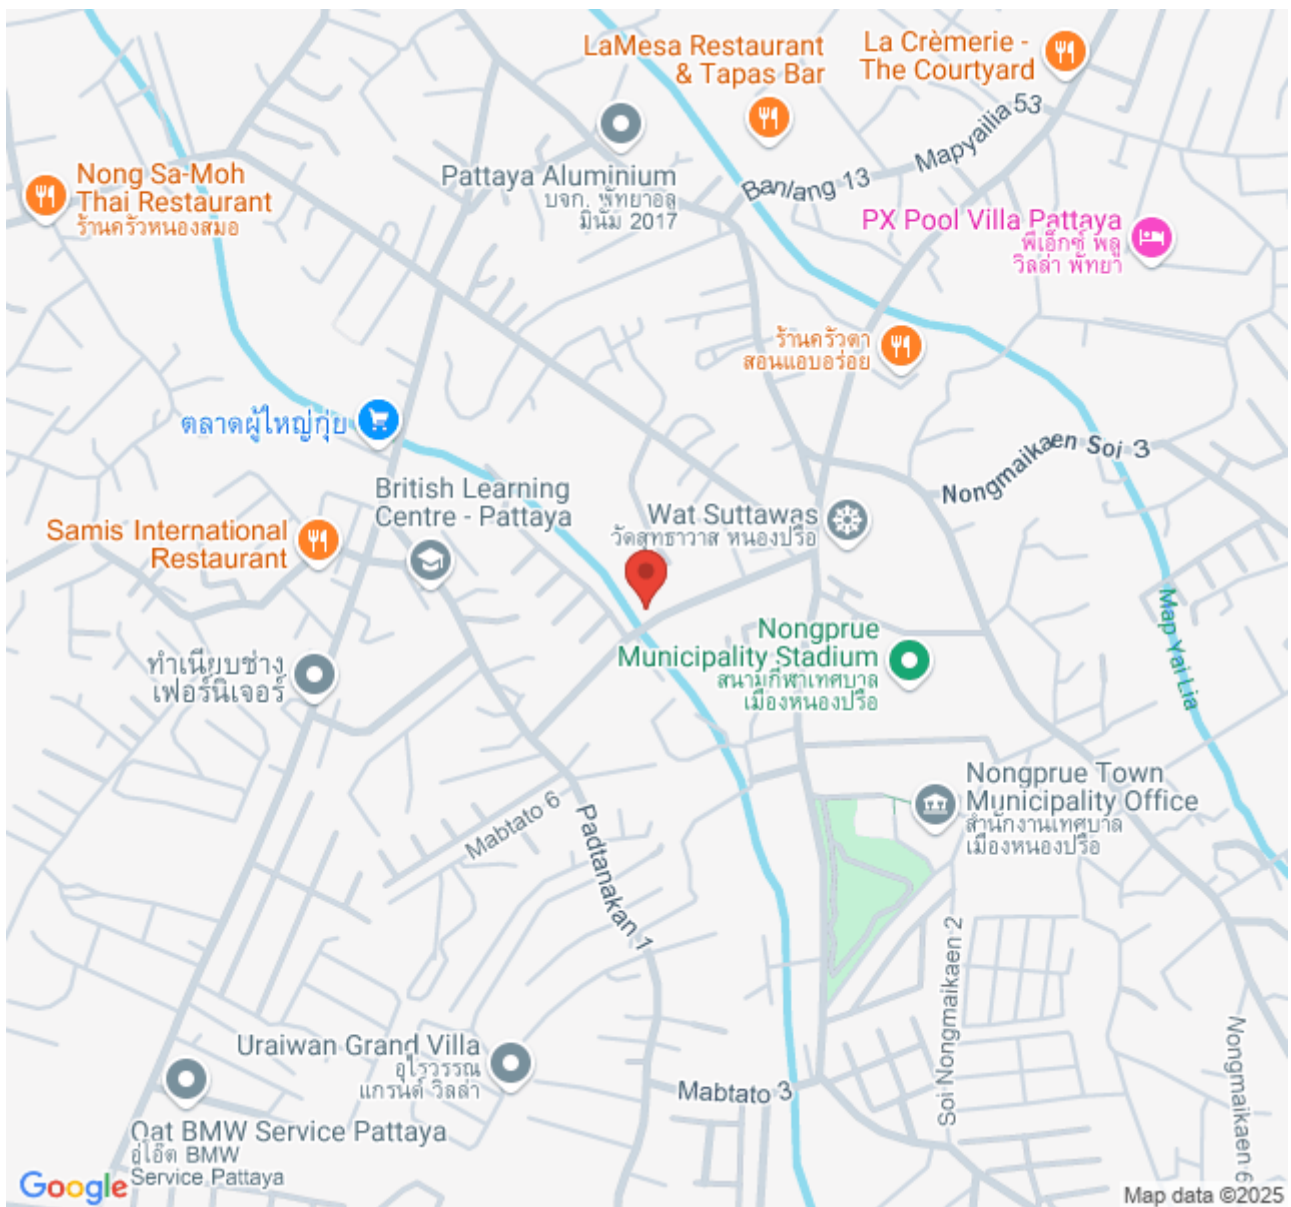 LaMesa Restaurant
& Tapas Bar
La Crèmerie -
The Courtyard
Mapyailia 53
Pattaya Aluminium
บจก. พัทยาอลู
มินั่ม 2017
Banlang 13
Nong Sa-Moh
Thai Restaurant
ร้านครัวหนองสมอ
PX Pool Villa Pattaya
พีเอ็กซ์ พลู
วิลล่า พัทยา
ร้านครัวตา
สอนแอบอร่อย
ตลาดผู้ใหญ่กุ่ย
Nongmaikaen Soi 3
British Learning
Centre - Pattaya
Wat Suttawas
วัดสุทธาวาส หนองปรือ
Samis International
Restaurant
Map Yai Lia
Nongprue
Municipality Stadium
สนามกีฬาเทศบาล
เมืองหนองปรือ
ทำเนียบช่าง
เฟอร์นิเจอร์
Nongprue Town
Municipality Office
สำนักงานเทศบาล
เมืองหนองปรือ
Mabtato 6
Padtanakan 1
Soi Nongmaikaen 2
Nongmaikaen 6
Uraiwan Grand Villa
อุไรวรรณ
แกรนด์ วิลล่า
Mabtato 3
Oat BMW Service Pattaya
อู่โอ๊ต BMW
Service Pattaya
Google
Map data ©2025